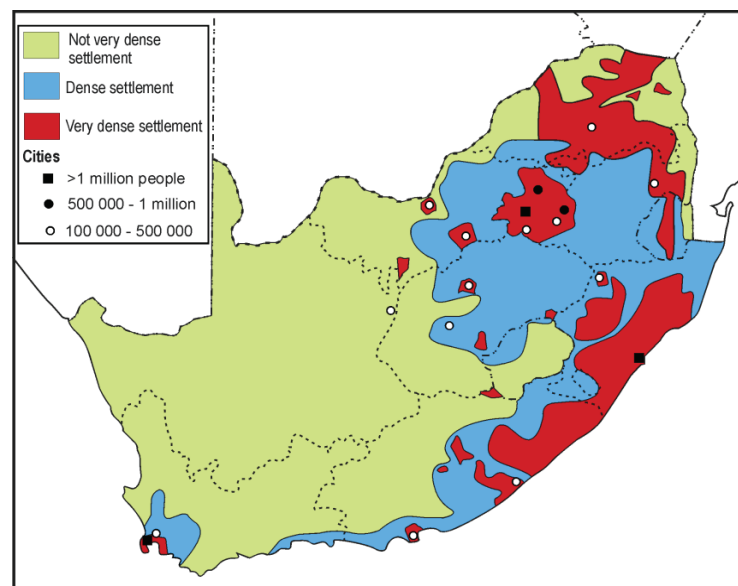 Not very dense
settlement
Dense settlement
Very dense settlement
Cities
>1 million people
500 000 - 1 million
100 000 - 500 000